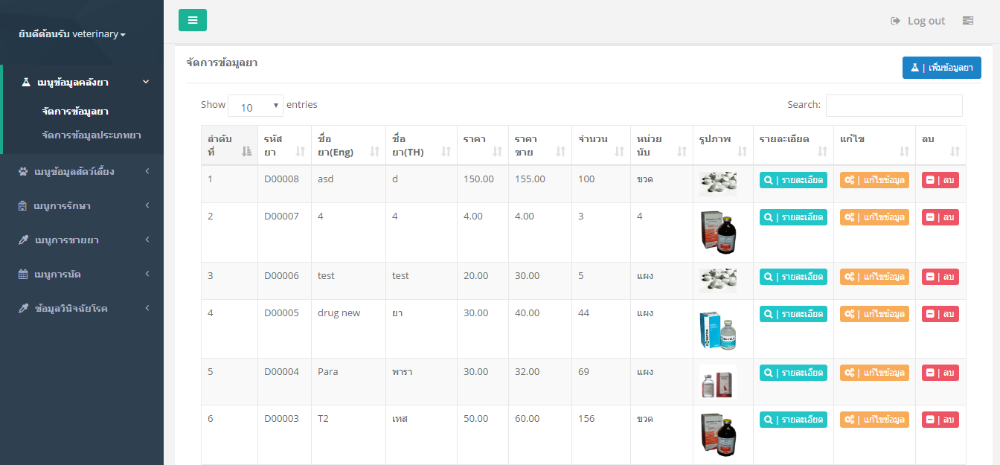 ยินดีต้อนรับ veterinary
Log out
เมนูข้อมูลคลังยา
จัดการข้อมูลยา
จัดการข้อมูลประเภทยา
เมนูข้อมูลสัตว์เลี้ยง
เมนูการรักษา
เมนูการขายยา
เมนูการนัด
ข้อมูลวินิจฉัยโรค
จัดการข้อมูลยา
| เพิ่มข้อมูลยา
Show 10 entries
Search:
ลำดับที่ รหัสยา ชื่อยา(Eng) ชื่อยา(TH) ราคา ราคาขาย จำนวน หน่วยนับ รูปภาพ รายละเอียด แก้ไข ลบ
1 D00008 asd d 150.00 155.00 100 ขวด | รายละเอียด | แก้ไขข้อมูล | ลบ
2 D00007 4 4 4.00 4.00 3 4 | รายละเอียด | แก้ไขข้อมูล | ลบ
3 D00006 test test 20.00 30.00 5 แผง | รายละเอียด | แก้ไขข้อมูล | ลบ
4 D00005 drug new ยา 30.00 40.00 44 แผง | รายละเอียด | แก้ไขข้อมูล | ลบ
5 D00004 Para พารา 30.00 32.00 69 แผง | รายละเอียด | แก้ไขข้อมูล | ลบ
6 D00003 T2 เทส 50.00 60.00 156 ขวด | รายละเอียด | แก้ไขข้อมูล | ลบ